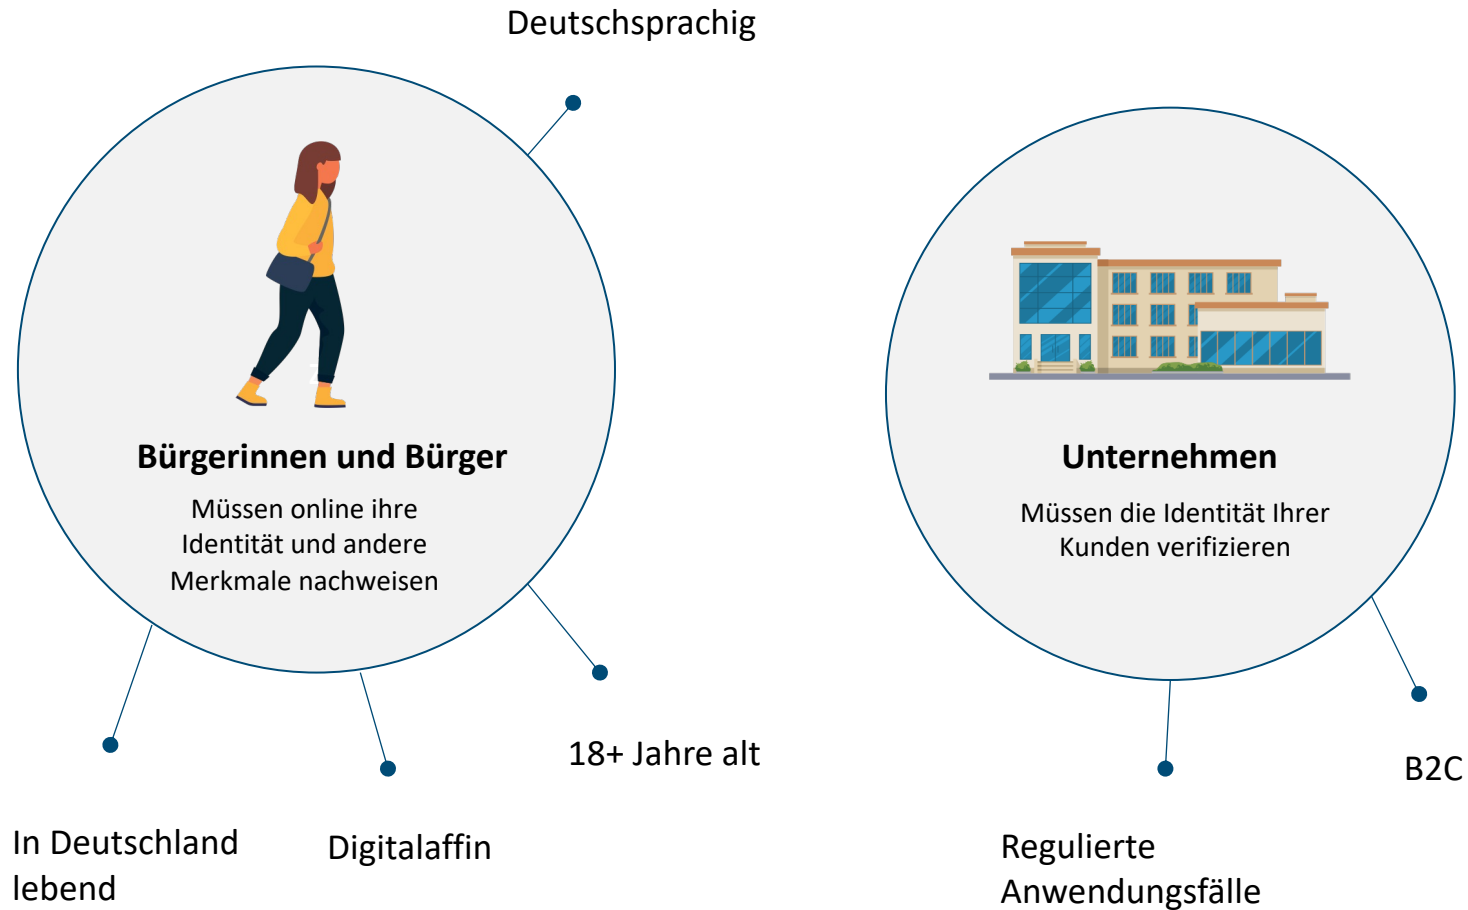 Deutschsprachig
Bürgerinnen und Bürger
Müssen online ihre
Identität und andere
Merkmale nachweisen
18+ Jahre alt
Digitalaffin
In Deutschland
lebend
Unternehmen
Müssen die Identität Ihrer
Kunden verifizieren
B2C
Regulierte
Anwendungsfälle